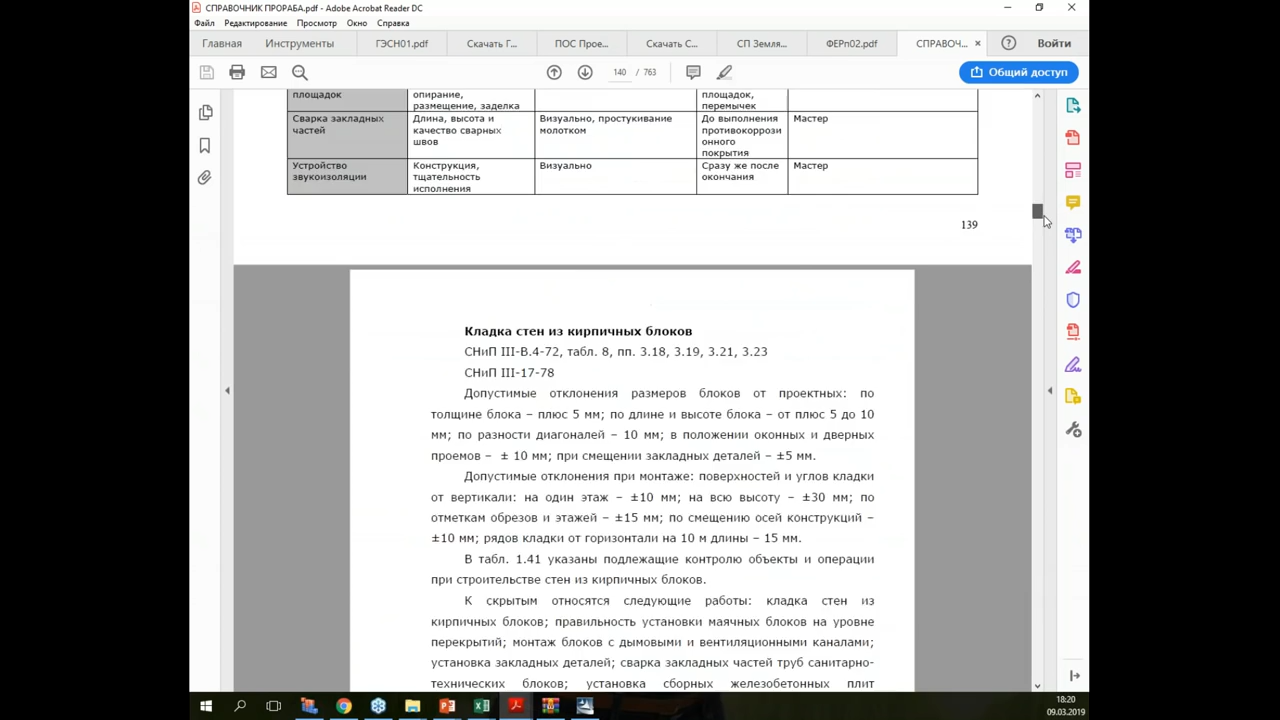 СПРАВОЧНИК ПРОРАБА.pdf - Adobe Acrobat Reader DC
Файл Редактирование Просмотр Окно Справка
Главная Инструменты ГЭСН01.pdf Скачать Г... ПОС Прое... Скачать С... СП Земля... ФЕРп02.pdf СПРАВОЧ... × ? Войти
140 / 763 Общий доступ
площадок опирание, площадок,
размещение, заделка перемычек
Сварка закладных Длина, высота и Визуально, простукивание До выполнения Мастер
частей качество сварных молотком противокоррози
швов онного
покрытия
Устройство Конструкция, Визуально Сразу же после Мастер
звукоизоляции тщательность окончания
исполнения
139
Кладка стен из кирпичных блоков
СНиП III-В.4-72, табл. 8, пп. 3.18, 3.19, 3.21, 3.23
СНиП III-17-78
Допустимые отклонения размеров блоков от проектных: по
толщине блока – плюс 5 мм; по длине и высоте блока – от плюс 5 до 10
мм; по разности диагоналей – 10 мм; в положении оконных и дверных
проемов – ± 10 мм; при смещении закладных деталей – ±5 мм.
Допустимые отклонения при монтаже: поверхностей и углов кладки
от вертикали: на один этаж – ±10 мм; на всю высоту – ±30 мм; по
отметкам обрезов и этажей – ±15 мм; по смещению осей конструкций –
±10 мм; рядов кладки от горизонтали на 10 м длины – 15 мм.
В табл. 1.41 указаны подлежащие контролю объекты и операции
при строительстве стен из кирпичных блоков.
К скрытым относятся следующие работы: кладка стен из
кирпичных блоков; правильность установки маячных блоков на уровне
перекрытий; монтаж блоков с дымовыми и вентиляционными каналами;
установка закладных деталей; сварка закладных частей труб санитарно-
технических блоков; установка сборных железобетонных плит
18:20
09.03.2019